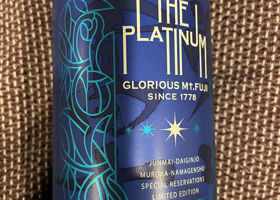 THE
PLATINUM
GLORIOUS Mt.FUJI
SINCE 1778
JUNMAI-DAIGINJO
MUROKA-NAMAGENSHU
SPECIAL RESERVATIONS
LIMITED EDITION